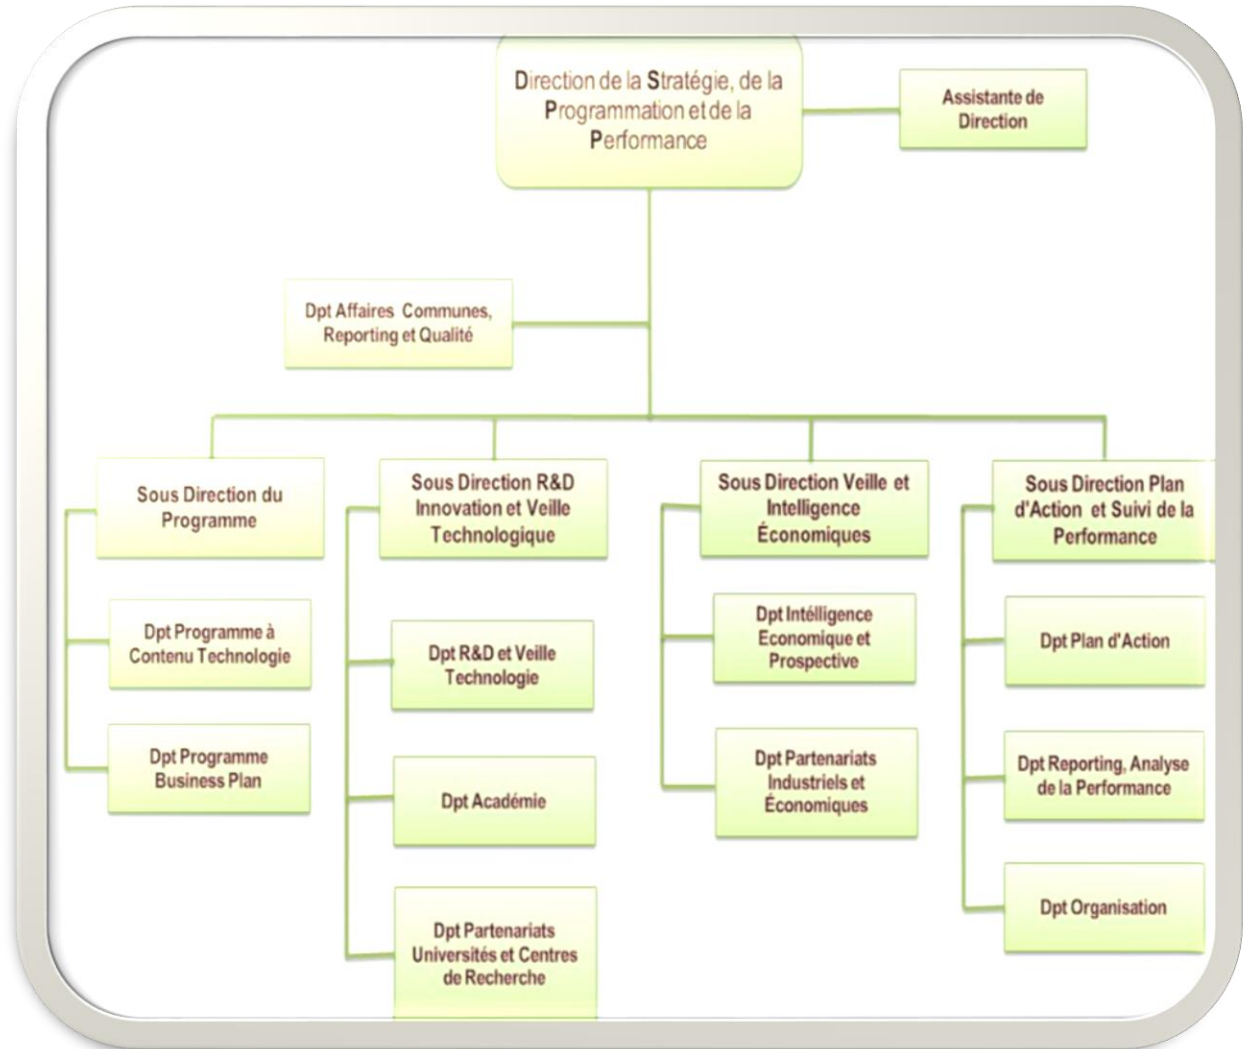 Direction de la Stratégie, de la
Programmation et de la
Performance
Assistante de
Direction
Dpt Affaires Communes,
Reporting et Qualité
Sous Direction du
Programme
Dpt Programme à
Contenu Technologie
Dpt Programme
Business Plan
Sous Direction R&D
Innovation et Veille
Technologique
Dpt R&D et Veille
Technologie
Dpt Académie
Dpt Partenariats
Universités et Centres
de Recherche
Sous Direction Veille et
Intelligence
Économiques
Dpt Intélligence
Economique et
Prospective
Dpt Partenariats
Industriels et
Économiques
Sous Direction Plan
d'Action et Suivi de la
Performance
Dpt Plan d'Action
Dpt Reporting, Analyse
de la Performance
Dpt Organisation